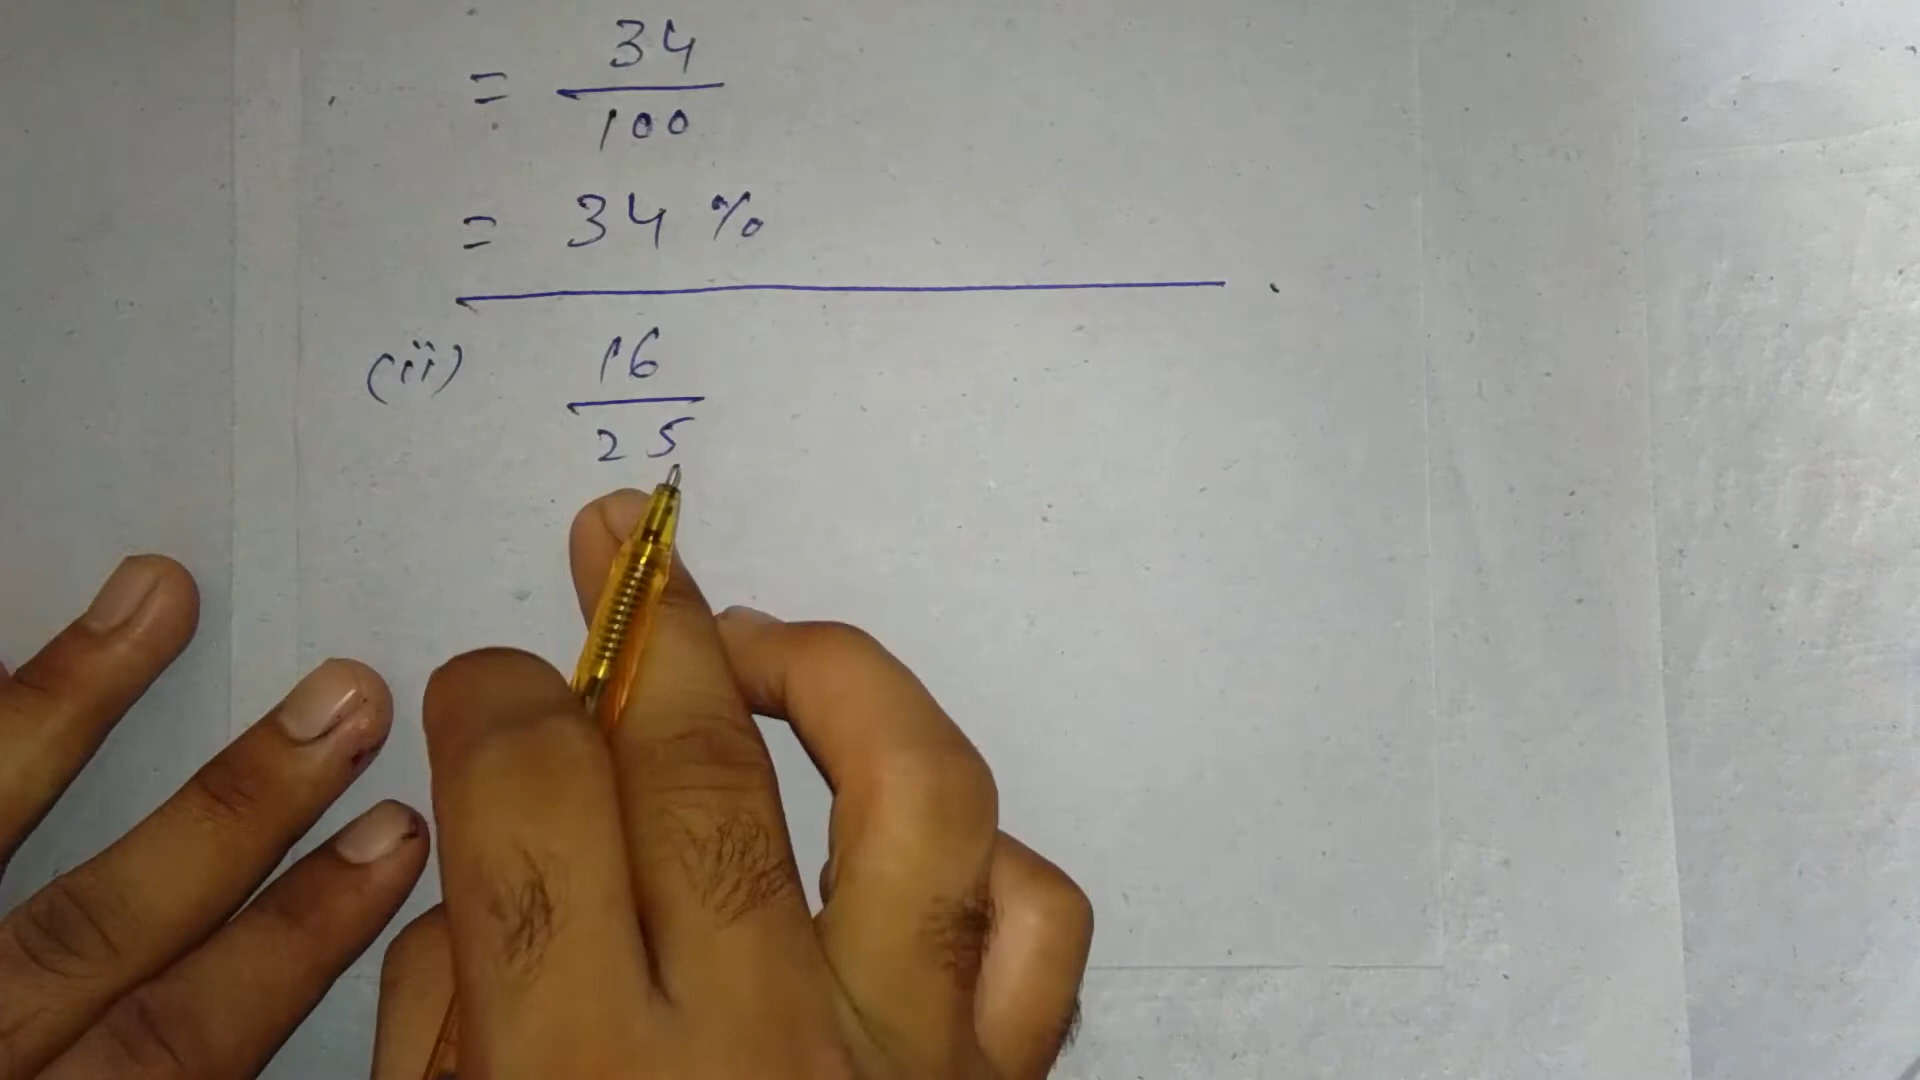 = 34/100
= 34 %
(ii) 16/25